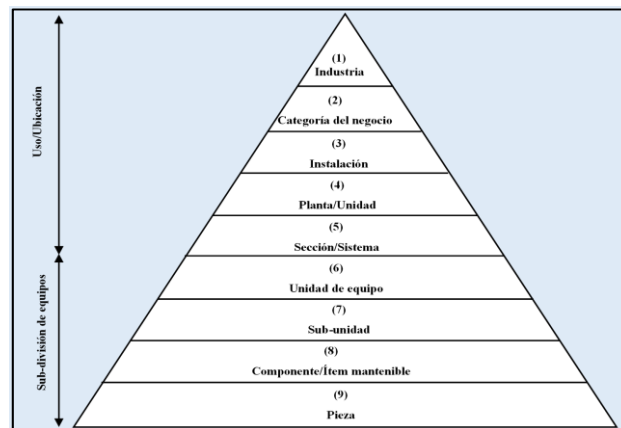 (1)
Industria
(2)
Categoría del negocio
(3)
Instalación
(4)
Planta/Unidad
(5)
Sección/Sistema
(6)
Unidad de equipo
(7)
Sub-unidad
(8)
Componente/Ítem mantenible
(9)
Pieza
Uso/Ubicación
Sub-división de equipos